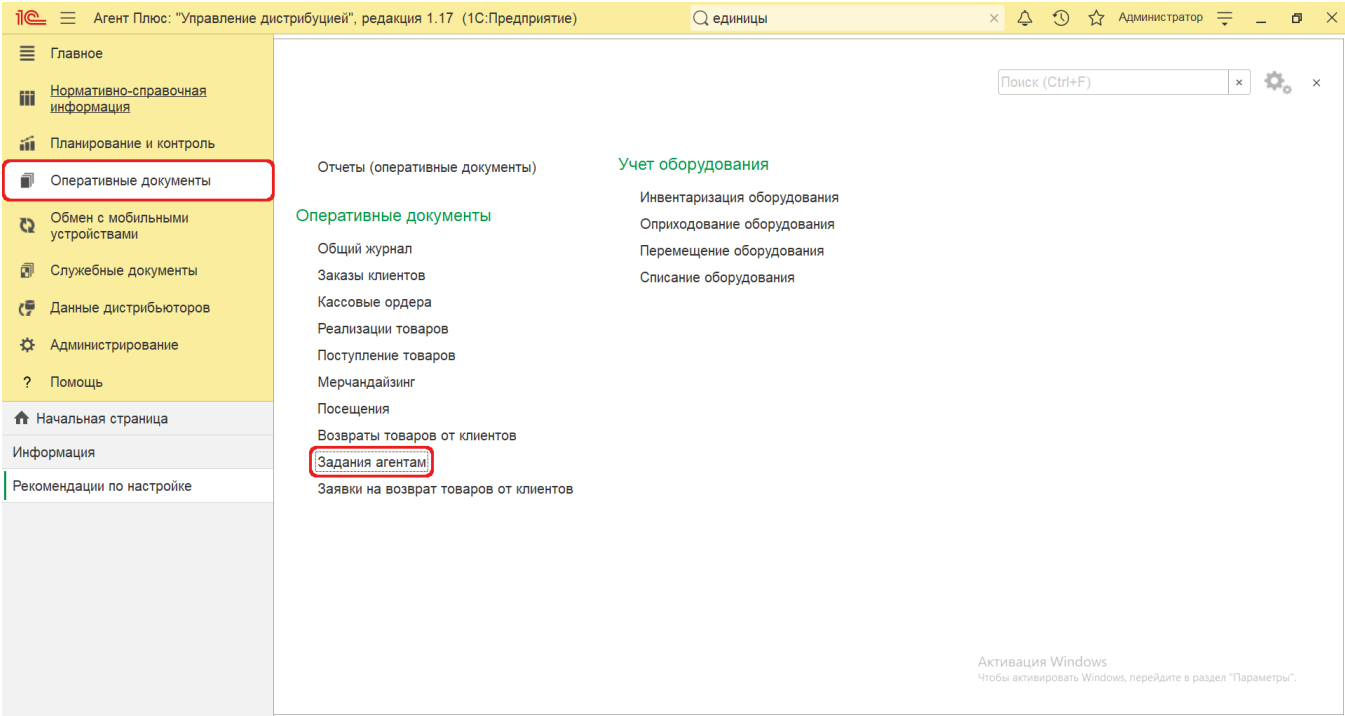 1С Агент Плюс: "Управление дистрибуцией", редакция 1.17 (1С:Предприятие)
единицы
Администратор
Главное
Нормативно-справочная
информация
Планирование и контроль
Оперативные документы
Обмен с мобильными
устройствами
Служебные документы
Данные дистрибьюторов
Администрирование
? Помощь
Начальная страница
Информация
Рекомендации по настройке
Поиск (Ctrl+F)
Отчеты (оперативные документы)
Оперативные документы
Общий журнал
Заказы клиентов
Кассовые ордера
Реализации товаров
Поступление товаров
Мерчандайзинг
Посещения
Возвраты товаров от клиентов
Задания агентам
Заявки на возврат товаров от клиентов
Учет оборудования
Инвентаризация оборудования
Оприходование оборудования
Перемещение оборудования
Списание оборудования
Активация Windows
Чтобы активировать Windows, перейдите в раздел "Параметры".